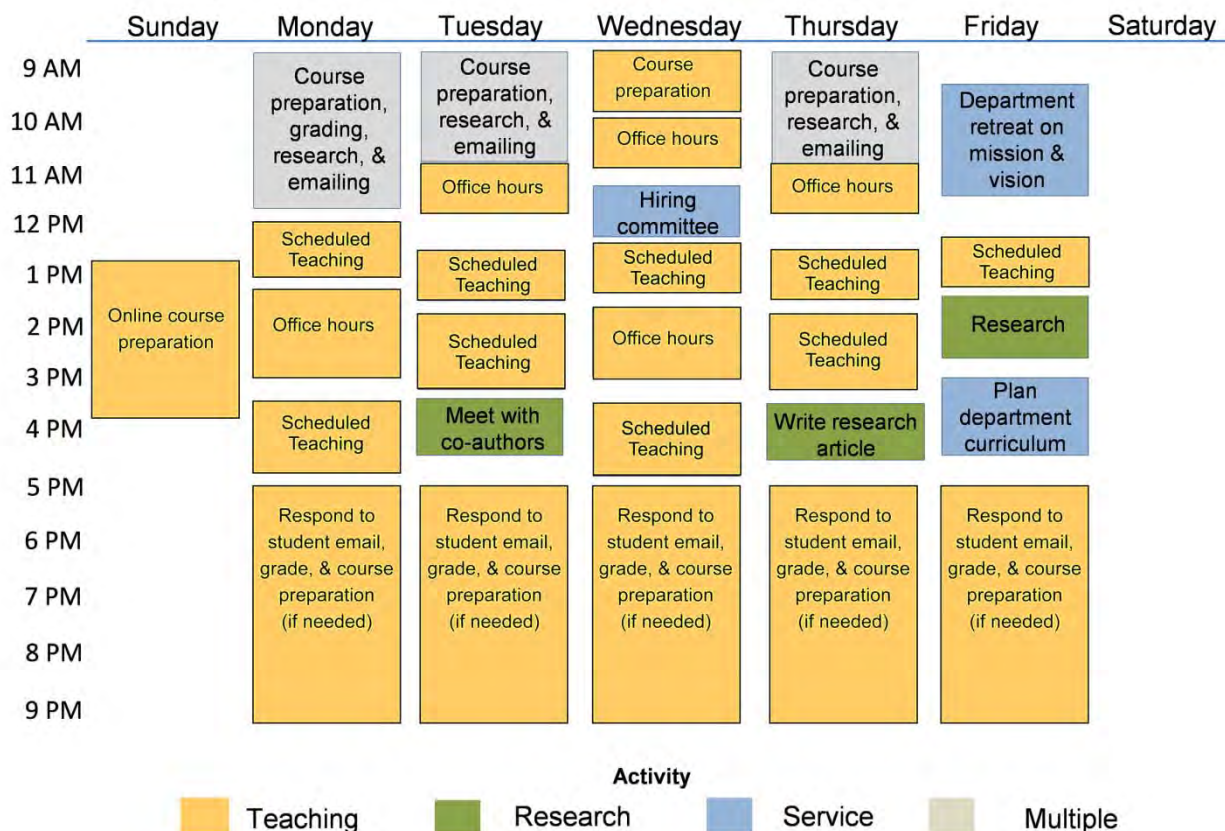 Sunday Monday Tuesday Wednesday Thursday Friday Saturday
9 AM
10 AM
11 AM
12 PM
1 PM
2 PM
3 PM
4 PM
5 PM
6 PM
7 PM
8 PM
9 PM
Online course
preparation
Course
preparation,
grading,
research, &
emailing
Scheduled
Teaching
Office hours
Scheduled
Teaching
Respond to
student email,
grade, & course
preparation
(if needed)
Course
preparation,
research, &
emailing
Office hours
Scheduled
Teaching
Scheduled
Teaching
Meet with
co-authors
Respond to
student email,
grade, & course
preparation
(if needed)
Course
preparation
Office hours
Hiring
committee
Scheduled
Teaching
Office hours
Scheduled
Teaching
Respond to
student email,
grade, & course
preparation
(if needed)
Course
preparation,
research, &
emailing
Office hours
Scheduled
Teaching
Scheduled
Teaching
Write research
article
Respond to
student email,
grade, & course
preparation
(if needed)
Department
retreat on
mission &
vision
Scheduled
Teaching
Research
Plan
department
curriculum
Respond to
student email,
grade, & course
preparation
(if needed)
Activity
Teaching Research Service Multiple